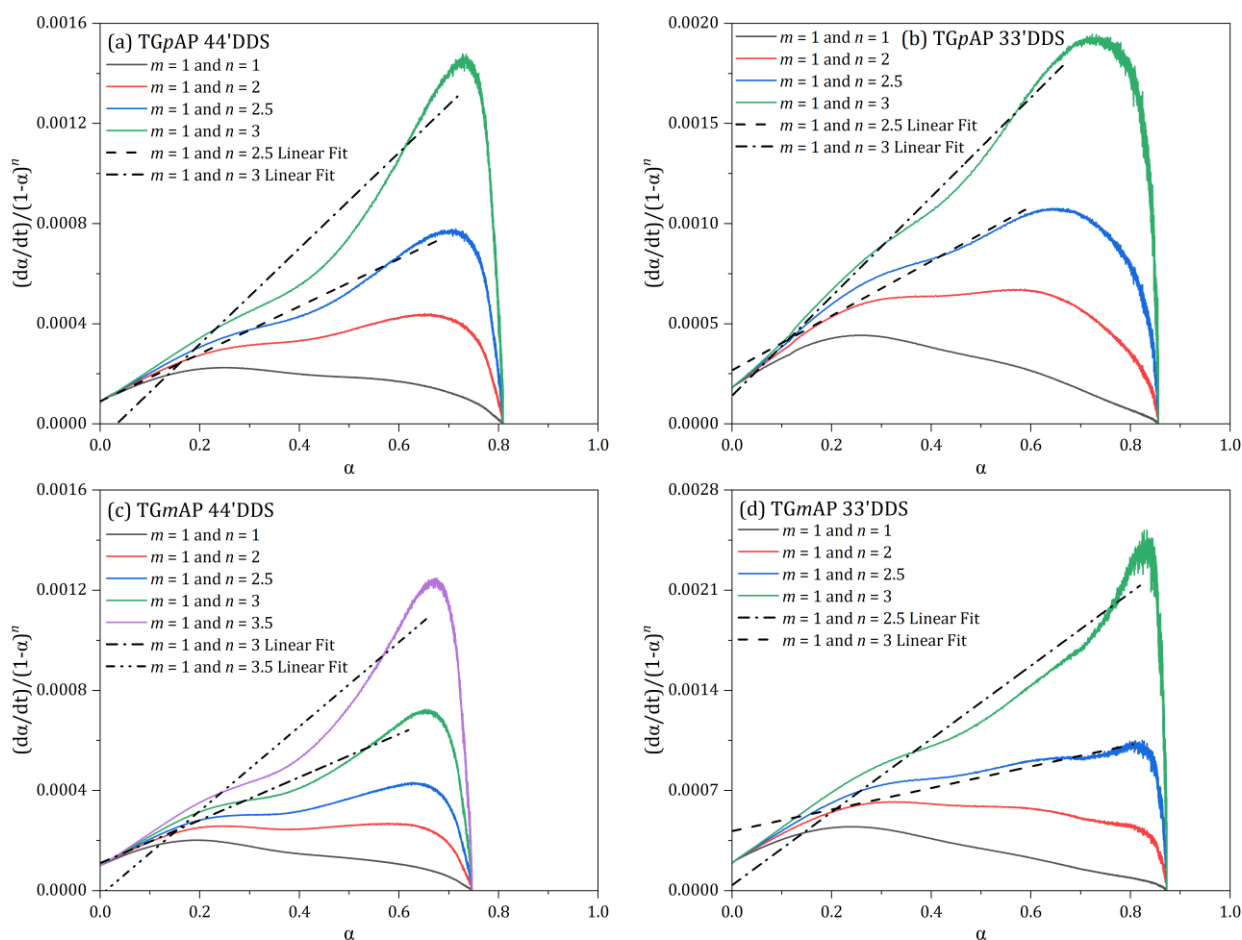 (a) TGpAP 44'DDS
m = 1 and n = 1
m = 1 and n = 2
m = 1 and n = 2.5
m = 1 and n = 3
m = 1 and n = 2.5 Linear Fit
m = 1 and n = 3 Linear Fit
0.0016
0.0012
0.0008
0.0004
0.0000
(dα/dt)/(1-α)ⁿ
0.0 0.2 0.4 0.6 0.8 1.0
α
(b) TGpAP 33'DDS
m = 1 and n = 1
m = 1 and n = 2
m = 1 and n = 2.5
m = 1 and n = 3
m = 1 and n = 2.5 Linear Fit
m = 1 and n = 3 Linear Fit
0.0020
0.0015
0.0010
0.0005
0.0000
(dα/dt)/(1-α)ⁿ
0.0 0.2 0.4 0.6 0.8 1.0
α
(c) TGmAP 44'DDS
m = 1 and n = 1
m = 1 and n = 2
m = 1 and n = 2.5
m = 1 and n = 3
m = 1 and n = 3.5
m = 1 and n = 3 Linear Fit
m = 1 and n = 3.5 Linear Fit
0.0016
0.0012
0.0008
0.0004
0.0000
(dα/dt)/(1-α)ⁿ
0.0 0.2 0.4 0.6 0.8 1.0
α
(d) TGmAP 33'DDS
m = 1 and n = 1
m = 1 and n = 2
m = 1 and n = 2.5
m = 1 and n = 3
m = 1 and n = 2.5 Linear Fit
m = 1 and n = 3 Linear Fit
0.0028
0.0021
0.0014
0.0007
0.0000
(dα/dt)/(1-α)ⁿ
0.0 0.2 0.4 0.6 0.8 1.0
α